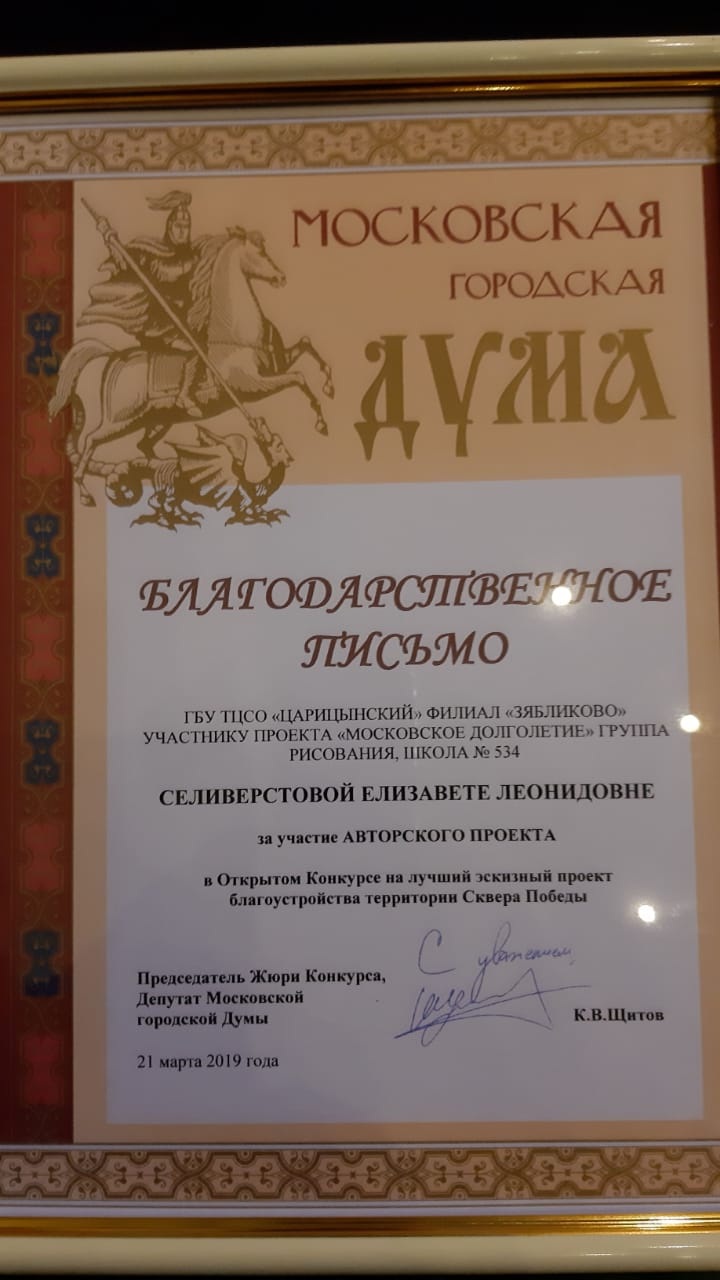 МОСКОВСКАЯ
ГОРОДСКАЯ
ДУМА
БЛАГОДАРСТВЕННОЕ
ПИСЬМО
ГБУ ТЦСО «ЦАРИЦЫНСКИЙ» ФИЛИАЛ «ЗЯБЛИКОВО»
УЧАСТНИКУ ПРОЕКТА «МОСКОВСКОЕ ДОЛГОЛЕТИЕ» ГРУППА
РИСОВАНИЯ, ШКОЛА № 534
СЕЛИВЕРСТОВОЙ ЕЛИЗАВЕТЕ ЛЕОНИДОВНЕ
за участие АВТОРСКОГО ПРОЕКТА
в Открытом Конкурсе на лучший эскизный проект
благоустройства территории Сквера Победы
С уважением,
Председатель Жюри Конкурса,
Депутат Московской
городской Думы
К.В.Щитов
21 марта 2019 года